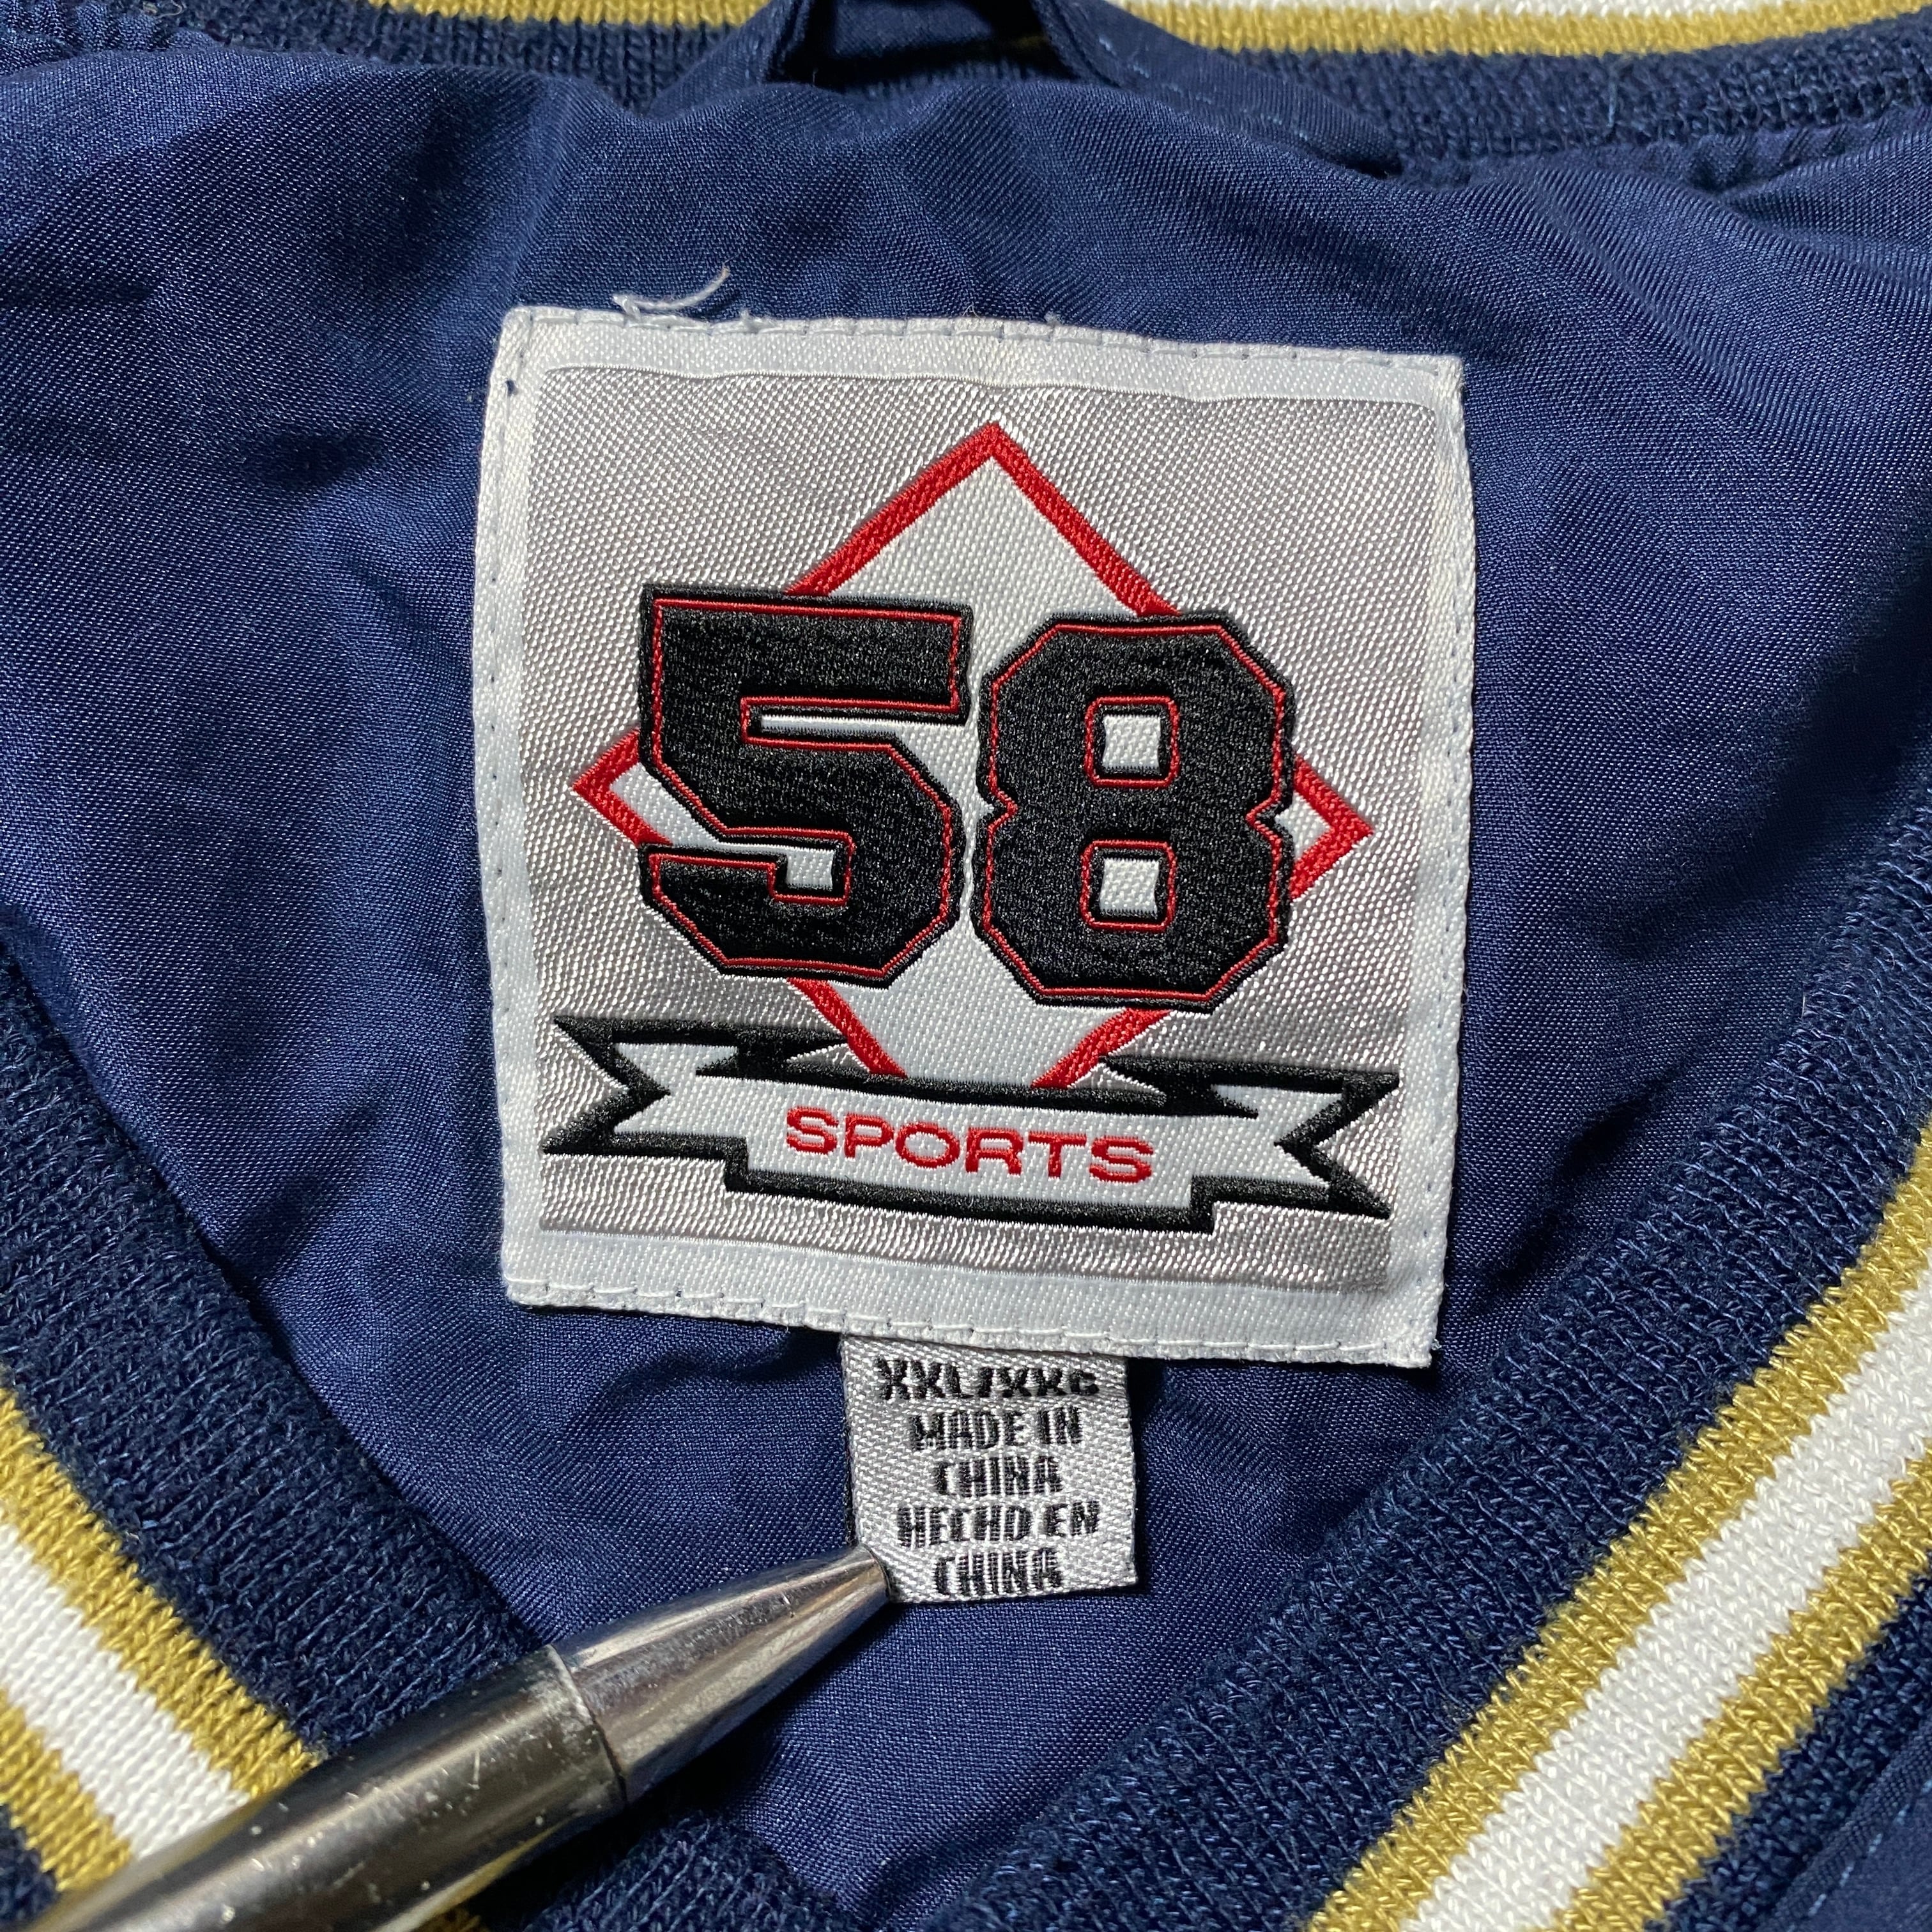 58
SPORTS
XXL/XXG
MADE IN
CHINA
HECHO EN
CHINA